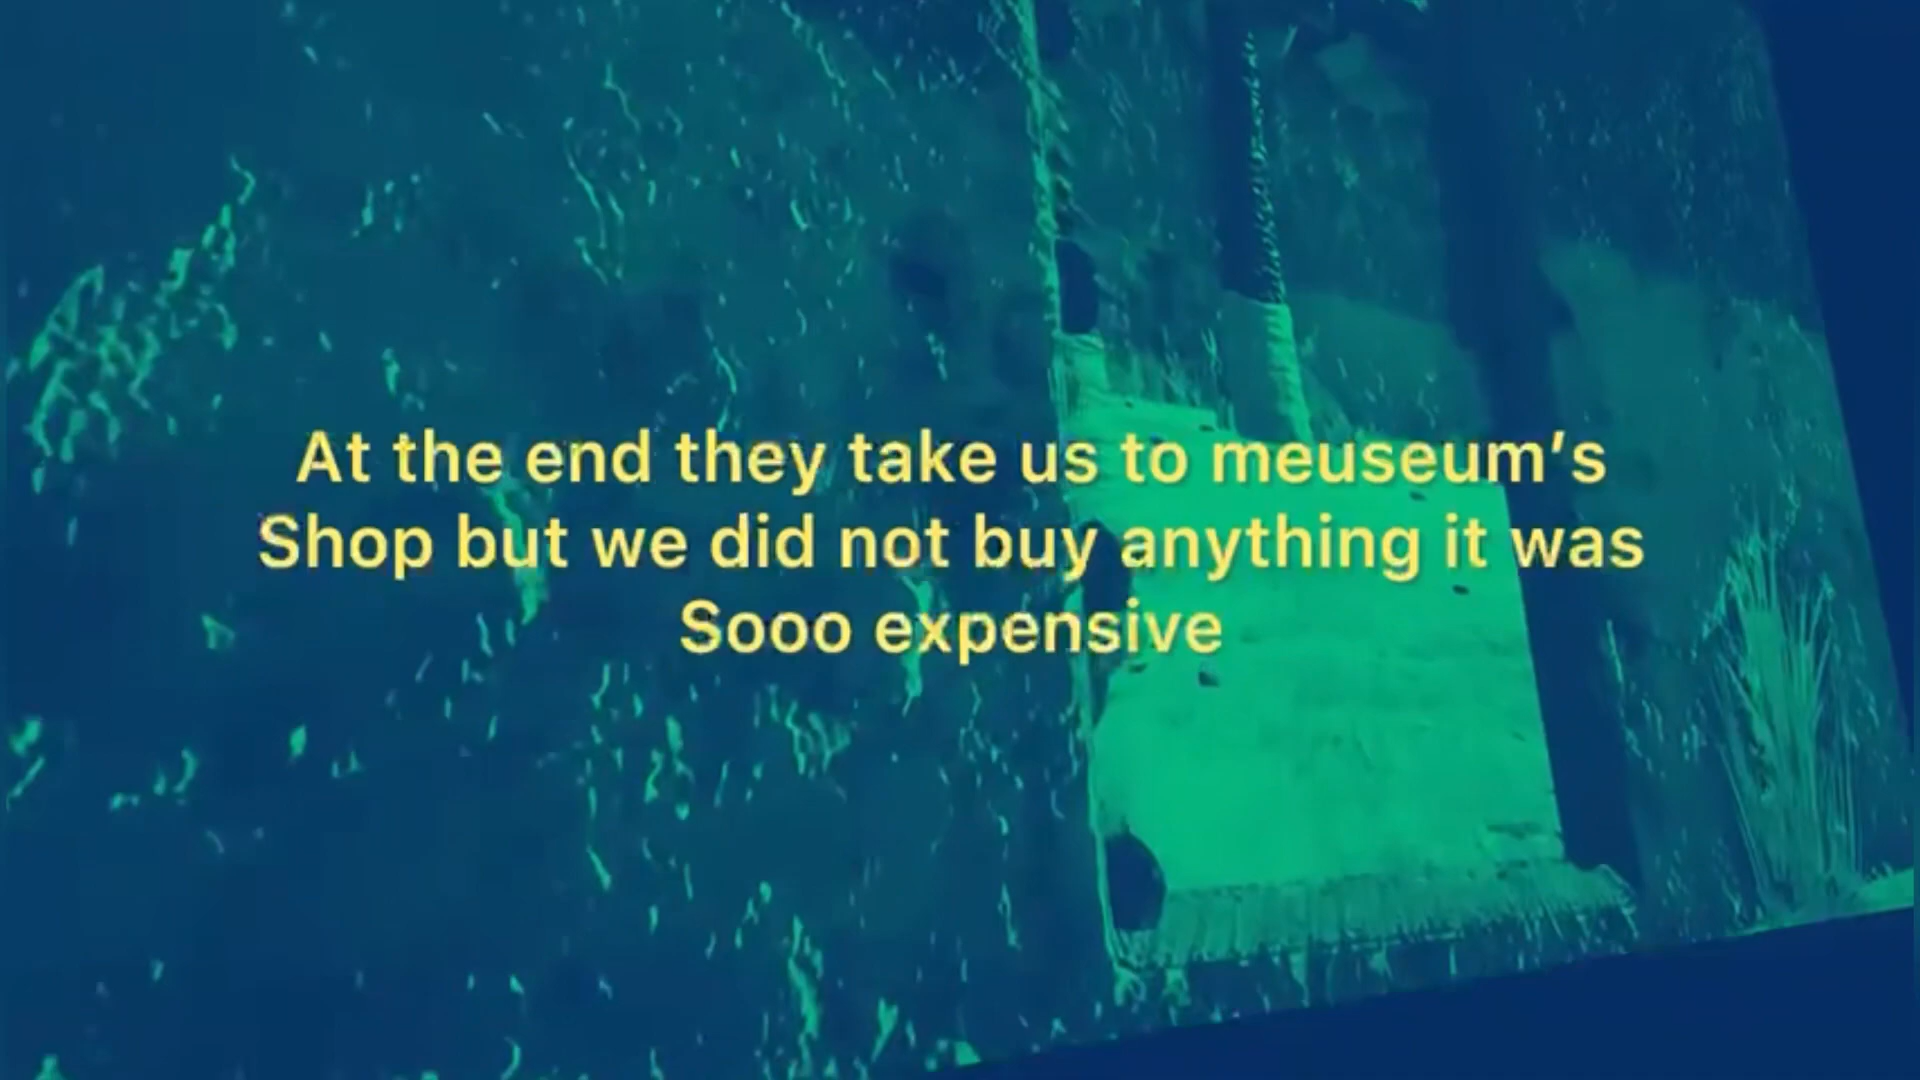 At the end they take us to meuseum’s
Shop but we did not buy anything it was
Sooo expensive